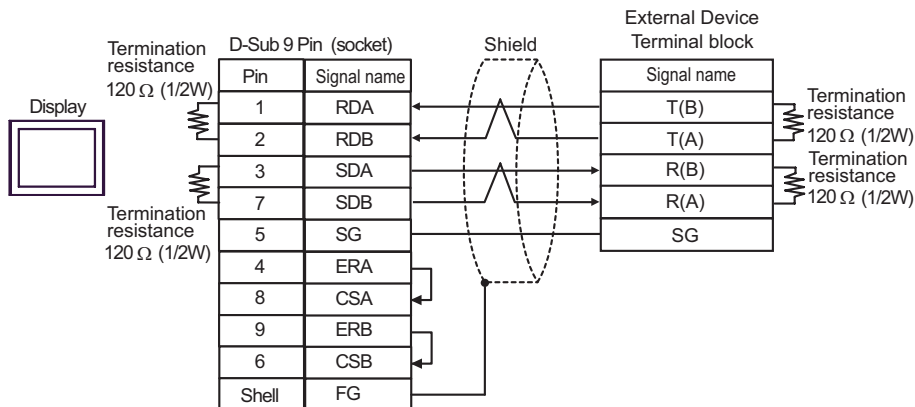 External Device
Terminal block
D-Sub 9 Pin (socket)
Shield
Termination
resistance
120 Ω (1/2W)
Display
Pin Signal name
1 RDA
2 RDB
3 SDA
7 SDB
5 SG
4 ERA
8 CSA
9 ERB
6 CSB
Shell FG
Termination
resistance
120 Ω (1/2W)
Signal name
T(B)
T(A)
R(B)
R(A)
SG
Termination
resistance
120 Ω (1/2W)
Termination
resistance
120 Ω (1/2W)